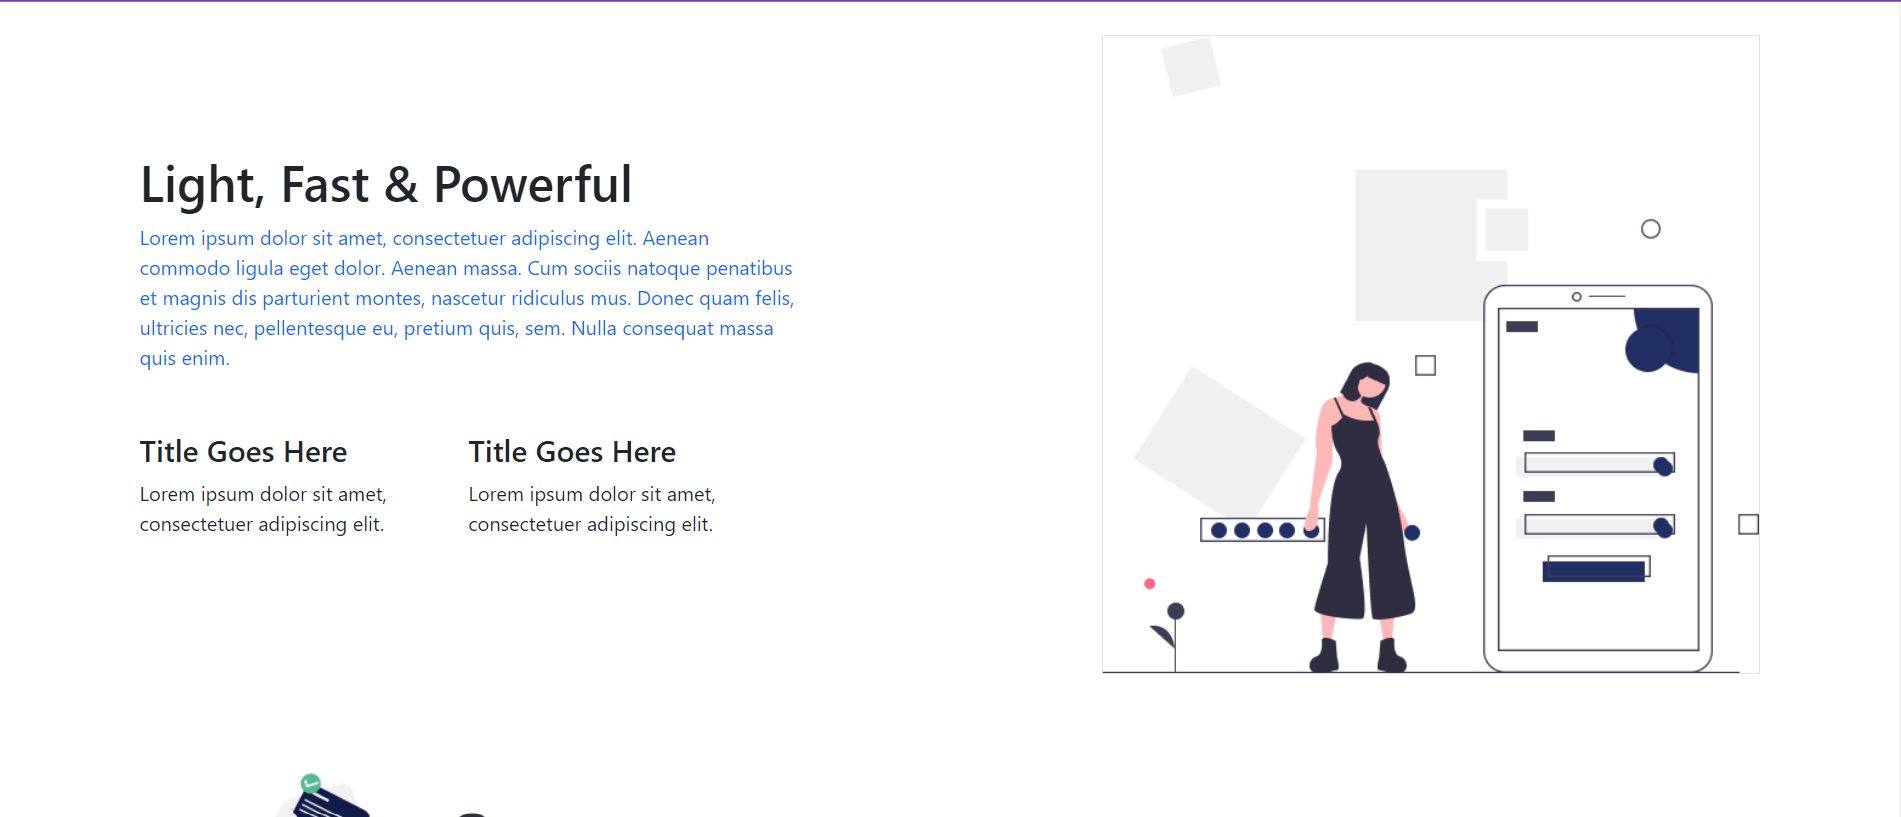 Light, Fast & Powerful
Lorem ipsum dolor sit amet, consectetuer adipiscing elit. Aenean
commodo ligula eget dolor. Aenean massa. Cum sociis natoque penatibus
et magnis dis parturient montes, nascetur ridiculus mus. Donec quam felis,
ultricies nec, pellentesque eu, pretium quis, sem. Nulla consequat massa
quis enim.
Title Goes Here
Lorem ipsum dolor sit amet,
consectetuer adipiscing elit.
Title Goes Here
Lorem ipsum dolor sit amet,
consectetuer adipiscing elit.